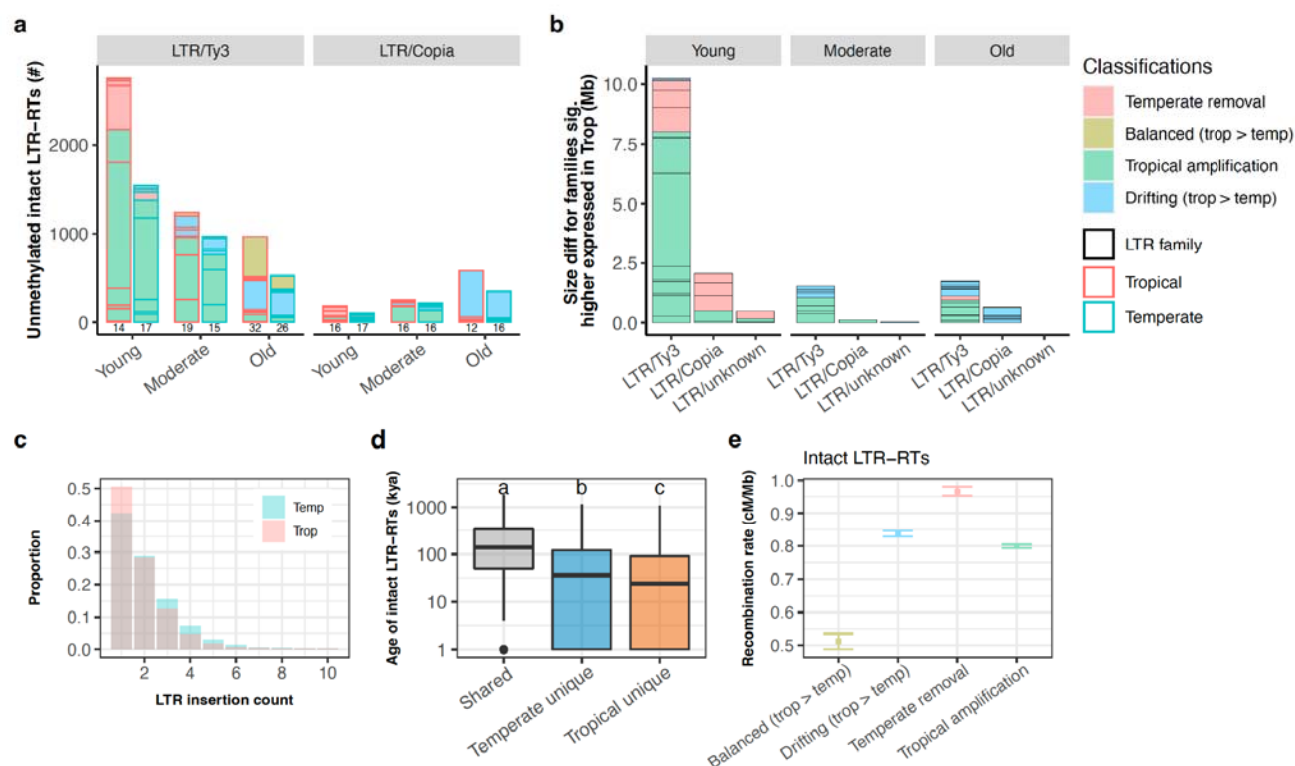 a
LTR/Ty3
LTR/Copia
Unmethylated intact LTR−RTs (#)
2000
1000
0
14
17
19
15
32
26
16
17
16
16
12
16
Young
Moderate
Old
Young
Moderate
Old
b
Young
Moderate
Old
Size diff for families sig.
higher expressed in Trop (Mb)
10.0
7.5
5.0
2.5
0.0
LTR/Ty3
LTR/Copia
LTR/unknown
LTR/Ty3
LTR/Copia
LTR/unknown
LTR/Ty3
LTR/Copia
LTR/unknown
Classifications
Temperate removal
Balanced (trop > temp)
Tropical amplification
Drifting (trop > temp)
LTR family
Tropical
Temperate
c
Proportion
0.5
0.4
0.3
0.2
0.1
0.0
Temp
Trop
2
4
6
8
10
LTR insertion count
d
Age of intact LTR−RTs (kya)
1000
100
10
1
a
b
c
Shared
Temperate unique
Tropical unique
e
Intact LTR−RTs
Recombination rate (cM/Mb)
1.0
0.9
0.8
0.7
0.6
0.5
Balanced (trop > temp)
Drifting (trop > temp)
Temperate removal
Tropical amplification